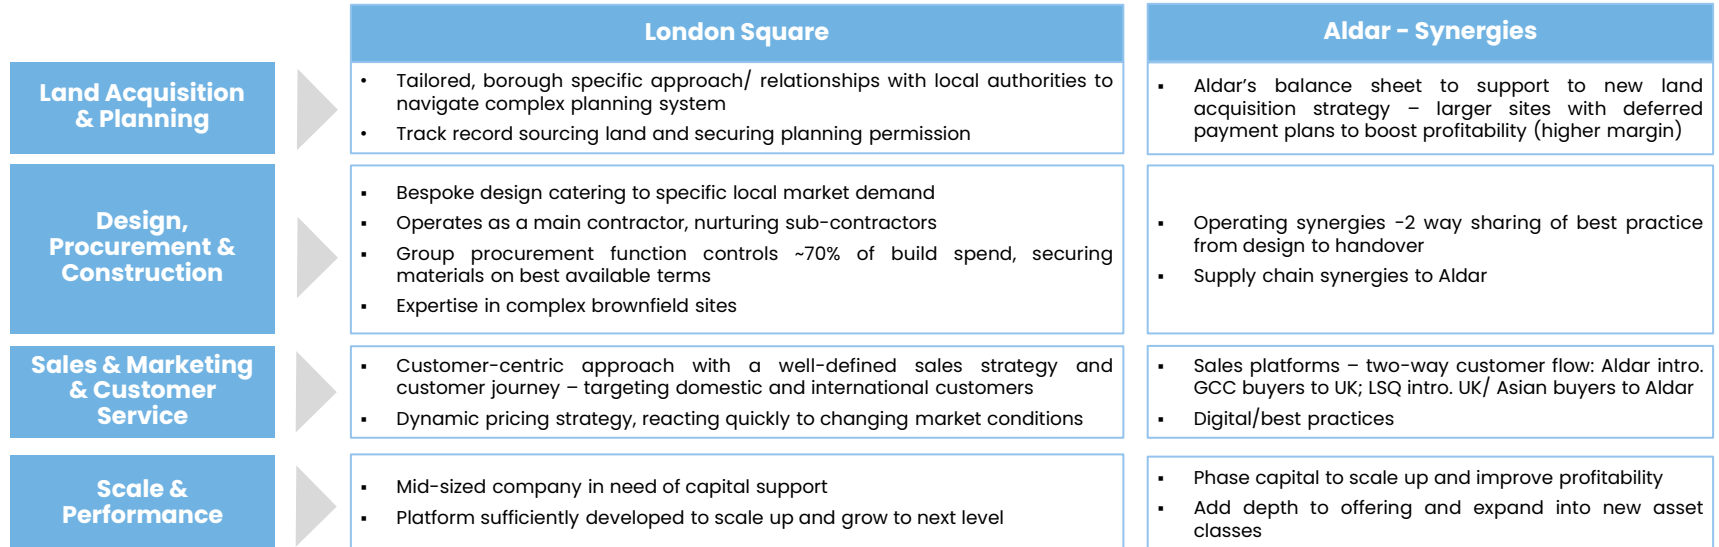 London Square
Aldar - Synergies
Land Acquisition
& Planning
• Tailored, borough specific approach/ relationships with local authorities to
navigate complex planning system
• Track record sourcing land and securing planning permission
▪ Aldar's balance sheet to support to new land
acquisition strategy – larger sites with deferred
payment plans to boost profitability (higher margin)
Design,
Procurement &
Construction
▪ Bespoke design catering to specific local market demand
▪ Operates as a main contractor, nurturing sub-contractors
▪ Group procurement function controls ~70% of build spend, securing
materials on best available terms
▪ Expertise in complex brownfield sites
▪ Operating synergies -2 way sharing of best practice
from design to handover
▪ Supply chain synergies to Aldar
Sales & Marketing
& Customer
Service
▪ Customer-centric approach with a well-defined sales strategy and
customer journey – targeting domestic and international customers
▪ Dynamic pricing strategy, reacting quickly to changing market conditions
▪ Sales platforms – two-way customer flow: Aldar intro.
GCC buyers to UK; LSQ intro. UK/ Asian buyers to Aldar
▪ Digital/best practices
Scale &
Performance
▪ Mid-sized company in need of capital support
▪ Platform sufficiently developed to scale up and grow to next level
▪ Phase capital to scale up and improve profitability
▪ Add depth to offering and expand into new asset
classes